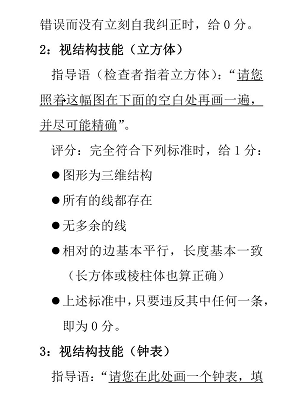 错误而没有立刻自我纠正时，给 0 分。
2：视结构技能（立方体）
指导语（检查者指着立方体）：“请您
照着这幅图在下面的空白处再画一遍，
并尽可能精确”。
评分：完全符合下列标准时，给 1 分：
●图形为三维结构
●所有的线都存在
●无多余的线
●相对的边基本平行，长度基本一致
（长方体或棱柱体也算正确）
●上述标准中，只要违反其中任何一条，
即为 0 分。
3：视结构技能（钟表）
指导语：“请您在此处画一个钟表，填